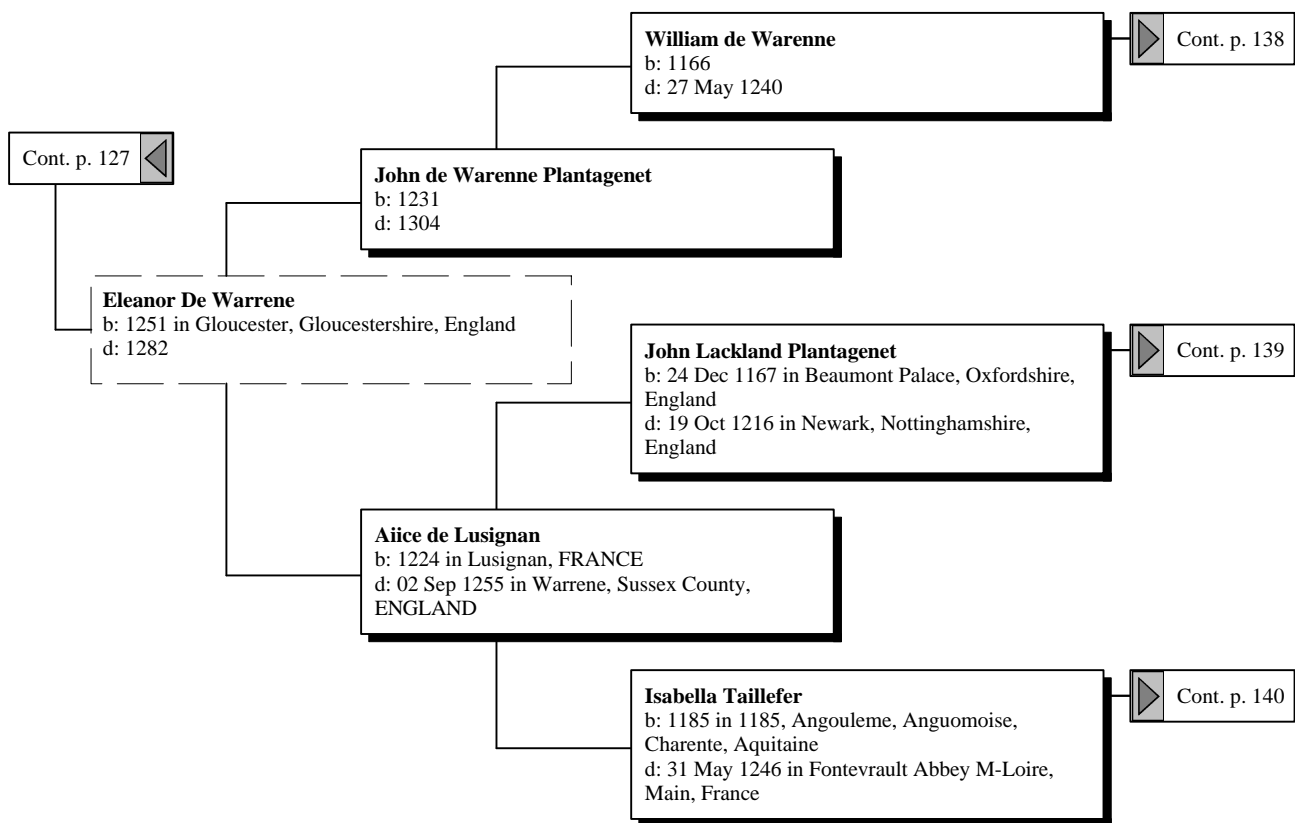 William de Warenne
b: 1166
d: 27 May 1240
Cont. p. 138
Cont. p. 127
John de Warenne Plantagenet
b: 1231
d: 1304
Eleanor De Warrene
b: 1251 in Gloucester, Gloucestershire, England
d: 1282
John Lackland Plantagenet
b: 24 Dec 1167 in Beaumont Palace, Oxfordshire,
England
d: 19 Oct 1216 in Newark, Nottinghamshire,
England
Cont. p. 139
Aiice de Lusignan
b: 1224 in Lusignan, FRANCE
d: 02 Sep 1255 in Warrene, Sussex County,
ENGLAND
Isabella Taillefer
b: 1185 in 1185, Angouleme, Anguomoise,
Charente, Aquitaine
d: 31 May 1246 in Fontevrault Abbey M-Loire,
Main, France
Cont. p. 140